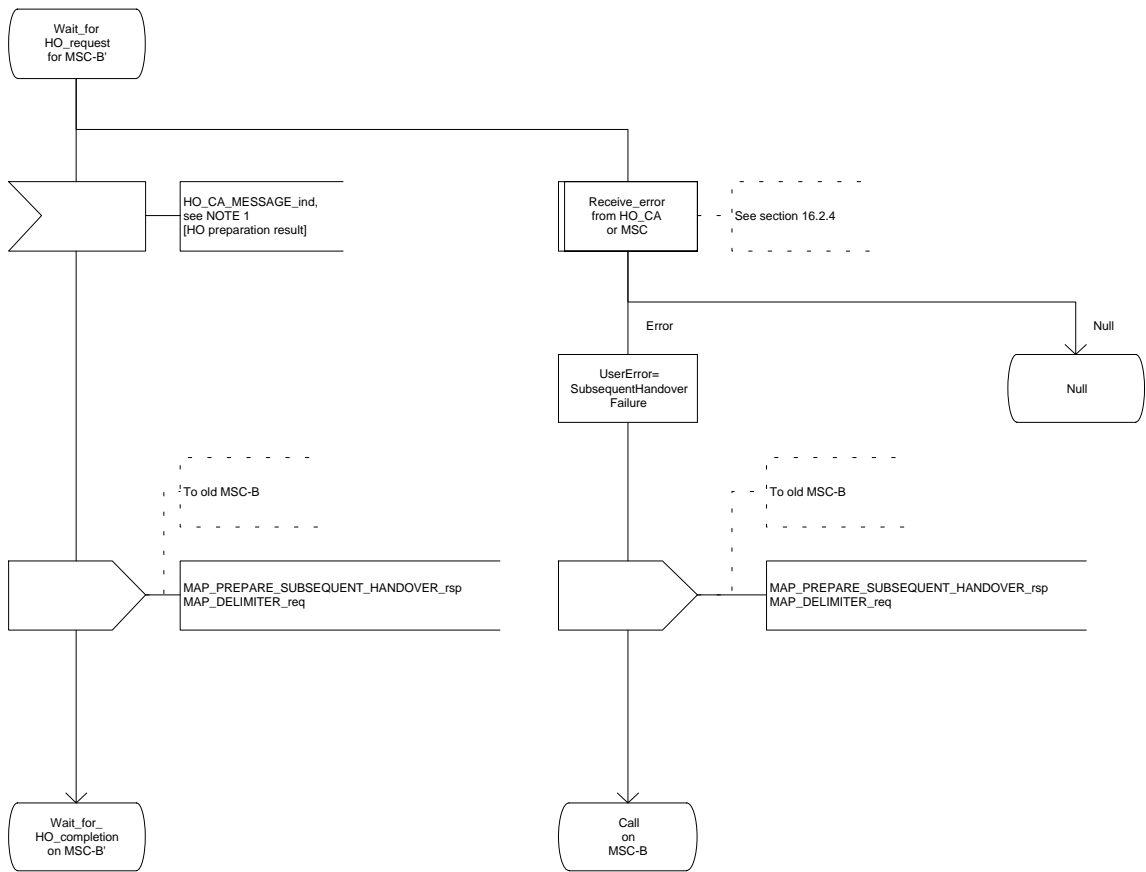 Wait_for
HO_request
for MSC-B'
HO_CA_MESSAGE_ind,
see NOTE 1
[HO preparation result]
Receive_error
from HO_CA
or MSC
See section 16.2.4
Error
Null
UserError=
SubsequentHandover
Failure
Null
To old MSC-B
To old MSC-B
MAP_PREPARE_SUBSEQUENT_HANDOVER_rsp
MAP_DELIMITER_req
MAP_PREPARE_SUBSEQUENT_HANDOVER_rsp
MAP_DELIMITER_req
Wait_for_
HO_completion
on MSC-B'
Call
on
MSC-B